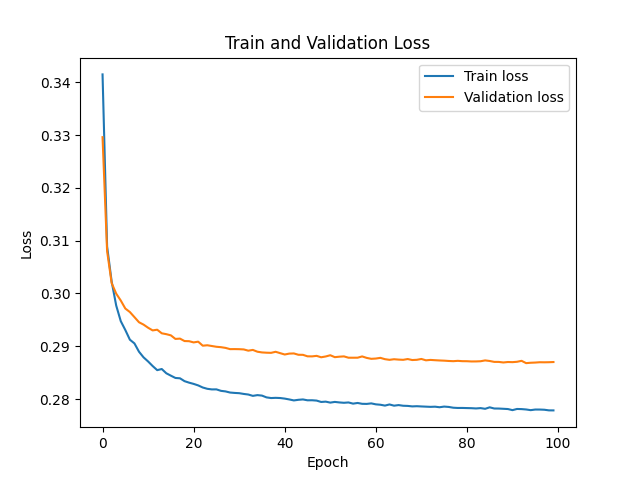 Train and Validation Loss
Train loss
Validation loss
0.34
0.33
0.32
0.31
0.30
0.29
0.28
Loss
0 20 40 60 80 100
Epoch